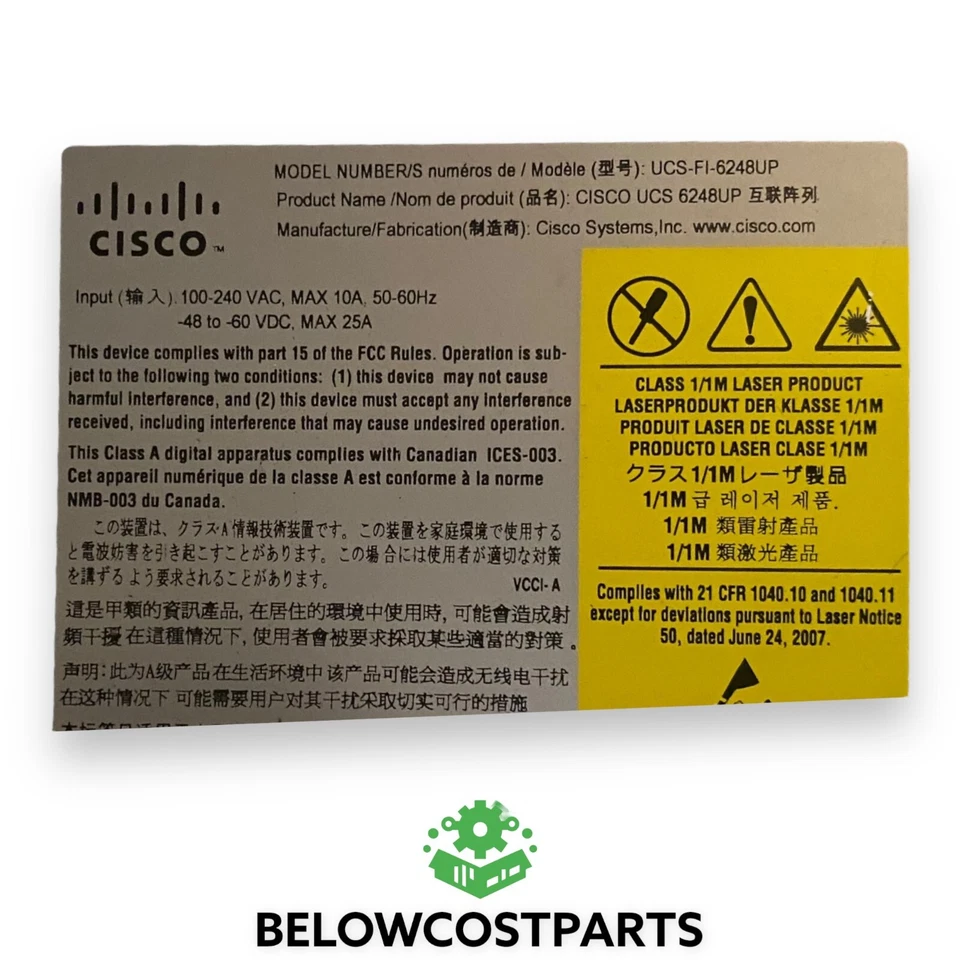 CISCO™
MODEL NUMBER/S numéros de / Modèle (型号): UCS-FI-6248UP
Product Name /Nom de produit (品名): CISCO UCS 6248UP 互联阵列
Manufacture/Fabrication(制造商): Cisco Systems,Inc. www.cisco.com
Input (输入). 100-240 VAC, MAX 10A, 50-60Hz
-48 to -60 VDC, MAX 25A
This device complies with part 15 of the FCC Rules. Operation is sub-
ject to the following two conditions: (1) this device may not cause
harmful interference, and (2) this device must accept any interference
received, including interference that may cause undesired operation.
This Class A digital apparatus complies with Canadian ICES-003.
Cet appareil numérique de la classe A est conforme à la norme
NMB-003 du Canada.
この装置は、クラス A 情報技術装置です。この装置を家庭環境で使用する
と電波妨害を引き起こすことがあります。この場合には使用者が適切な対策
を講ずるよう要求されることがあります。
VCCI-A
這是甲類的資訊產品, 在居住的環境中使用時, 可能會造成射
頻干擾在這種情況下, 使用者會被要求採取某些適當的對策。
声明: 此为A级产品在生活环境中该产品可能会造成无线电干扰
在这种情况下可能需要用户对其干扰采取切实可行的措施
CLASS 1/1M LASER PRODUCT
LASERPRODUKT DER KLASSE 1/1M
PRODUIT LASER DE CLASSE 1/1M
PRODUCTO LASER CLASE 1/1M
クラス 1/1M レーザ製品
1/1M 급 레이저 제품.
1/1M 類雷射產品
1/1M 類激光產品
Complies with 21 CFR 1040.10 and 1040.11
except for deviations pursuant to Laser Notice
50, dated June 24, 2007.
BELOWCOSTPARTS